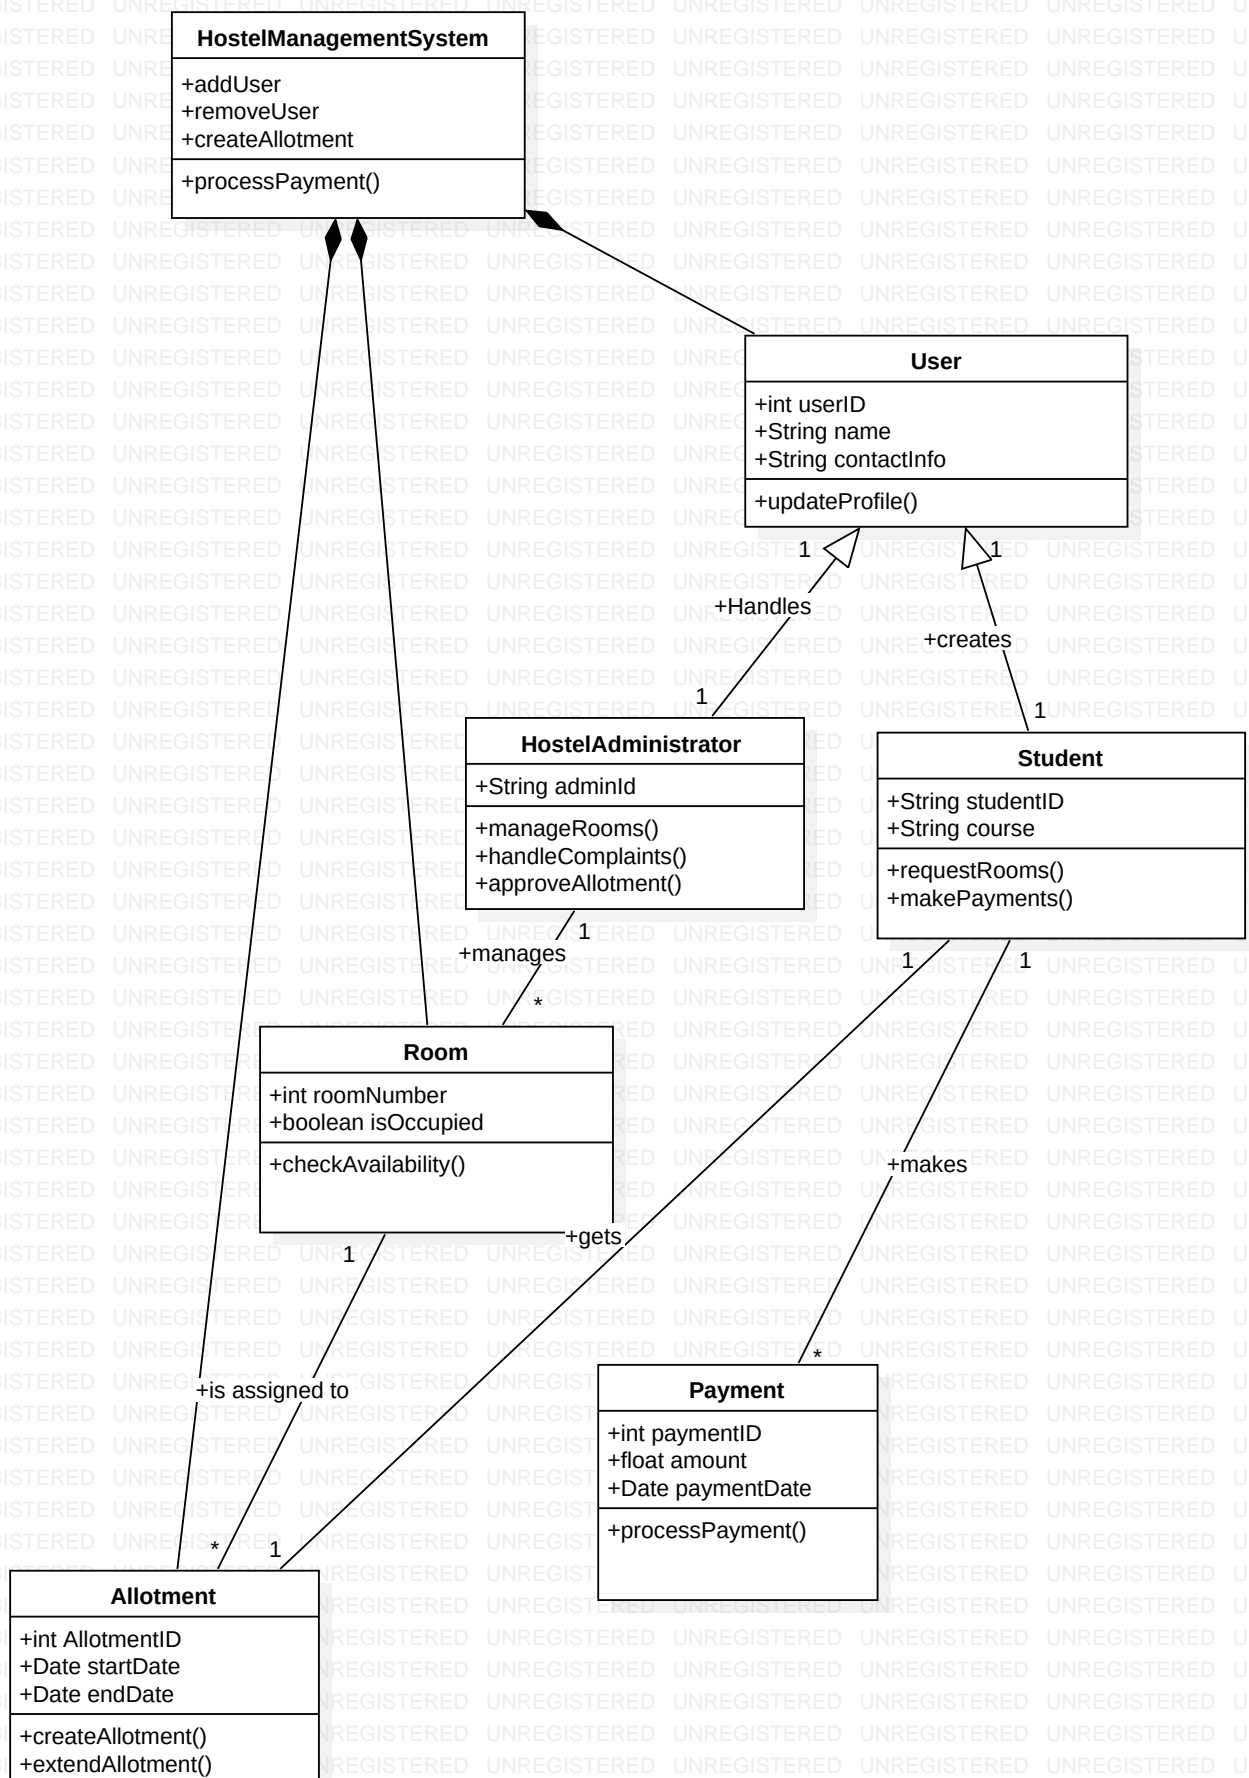 HostelManagementSystem
+addUser
+removeUser
+createAllotment
+processPayment()
User
+int userID
+String name
+String contactInfo
+updateProfile()
1
1
+Handles
+creates
1
1
HostelAdministrator
+String adminId
+manageRooms()
+handleComplaints()
+approveAllotment()
Student
+String studentID
+String course
+requestRooms()
+makePayments()
1
+manages
*
1
1
Room
+int roomNumber
+boolean isOccupied
+checkAvailability()
+makes
+gets
1
+is assigned to
*
1
*
Payment
+int paymentID
+float amount
+Date paymentDate
+processPayment()
Allotment
+int AllotmentID
+Date startDate
+Date endDate
+createAllotment()
+extendAllotment()
UNREGISTERED